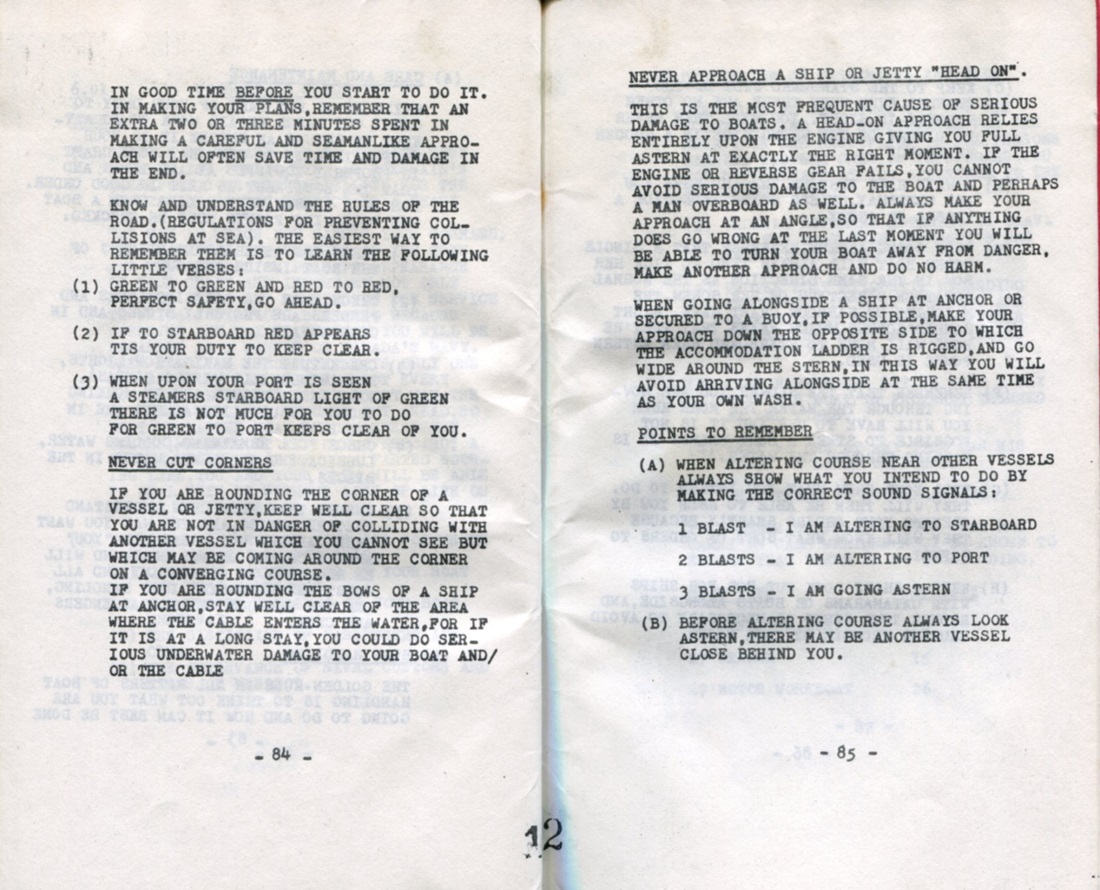 IN GOOD TIME BEFORE YOU START TO DO IT.
IN MAKING YOUR PLANS,REMEMBER THAT AN
EXTRA TWO OR THREE MINUTES SPENT IN
MAKING A CAREFUL AND SEAMANLIKE APPRO-
ACH WILL OFTEN SAVE TIME AND DAMAGE IN
THE END.
KNOW AND UNDERSTAND THE RULES OF THE
ROAD.(REGULATIONS FOR PREVENTING COL-
LISIONS AT SEA). THE EASIEST WAY TO
REMEMBER THEM IS TO LEARN THE FOLLOWING
LITTLE VERSES:
(1) GREEN TO GREEN AND RED TO RED,
PERFECT SAFETY,GO AHEAD.
(2) IF TO STARBOARD RED APPEARS
TIS YOUR DUTY TO KEEP CLEAR.
(3) WHEN UPON YOUR PORT IS SEEN
A STEAMERS STARBOARD LIGHT OF GREEN
THERE IS NOT MUCH FOR YOU TO DO
FOR GREEN TO PORT KEEPS CLEAR OF YOU.
NEVER CUT CORNERS
IF YOU ARE ROUNDING THE CORNER OF A
VESSEL OR JETTY,KEEP WELL CLEAR SO THAT
YOU ARE NOT IN DANGER OF COLLIDING WITH
ANOTHER VESSEL WHICH YOU CANNOT SEE BUT
WHICH MAY BE COMING AROUND THE CORNER
ON A CONVERGING COURSE.
IF YOU ARE ROUNDING THE BOWS OF A SHIP
AT ANCHOR,STAY WELL CLEAR OF THE AREA
WHERE THE CABLE ENTERS THE WATER,FOR IF
IT IS AT A LONG STAY,YOU COULD DO SER-
IOUS UNDERWATER DAMAGE TO YOUR BOAT AND/
OR THE CABLE
- 84 -
NEVER APPROACH A SHIP OR JETTY "HEAD ON".
THIS IS THE MOST FREQUENT CAUSE OF SERIOUS
DAMAGE TO BOATS. A HEAD-ON APPROACH RELIES
ENTIRELY UPON THE ENGINE GIVING YOU FULL
ASTERN AT EXACTLY THE RIGHT MOMENT. IF THE
ENGINE OR REVERSE GEAR FAILS,YOU CANNOT
AVOID SERIOUS DAMAGE TO THE BOAT AND PERHAPS
A MAN OVERBOARD AS WELL. ALWAYS MAKE YOUR
APPROACH AT AN ANGLE,SO THAT IF ANYTHING
DOES GO WRONG AT THE LAST MOMENT YOU WILL
BE ABLE TO TURN YOUR BOAT AWAY FROM DANGER,
MAKE ANOTHER APPROACH AND DO NO HARM.
WHEN GOING ALONGSIDE A SHIP AT ANCHOR OR
SECURED TO A BUOY,IF POSSIBLE,MAKE YOUR
APPROACH DOWN THE OPPOSITE SIDE TO WHICH
THE ACCOMMODATION LADDER IS RIGGED,AND GO
WIDE AROUND THE STERN,IN THIS WAY YOU WILL
AVOID ARRIVING ALONGSIDE AT THE SAME TIME
AS YOUR OWN WASH.
POINTS TO REMEMBER
(A) WHEN ALTERING COURSE NEAR OTHER VESSELS
ALWAYS SHOW WHAT YOU INTEND TO DO BY
MAKING THE CORRECT SOUND SIGNALS:
1 BLAST - I AM ALTERING TO STARBOARD
2 BLASTS - I AM ALTERING TO PORT
3 BLASTS - I AM GOING ASTERN
(B) BEFORE ALTERING COURSE ALWAYS LOOK
ASTERN,THERE MAY BE ANOTHER VESSEL
CLOSE BEHIND YOU.
- 85 -
12